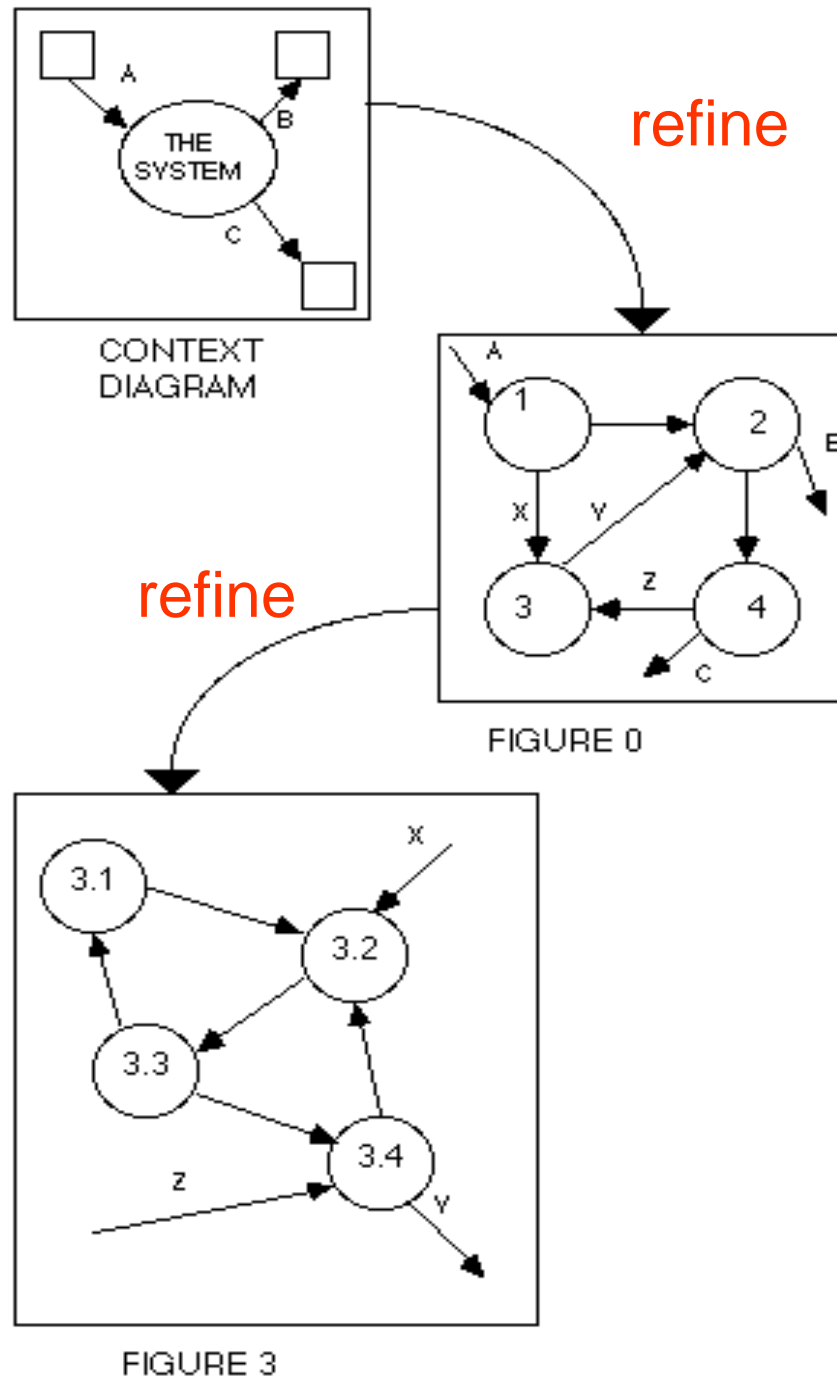 A
B
THE
SYSTEM
C
CONTEXT
DIAGRAM
refine
A
1
2
B
X
Y
3
Z
4
C
FIGURE 0
refine
X
3.1
3.2
3.3
3.4
Z
Y
FIGURE 3